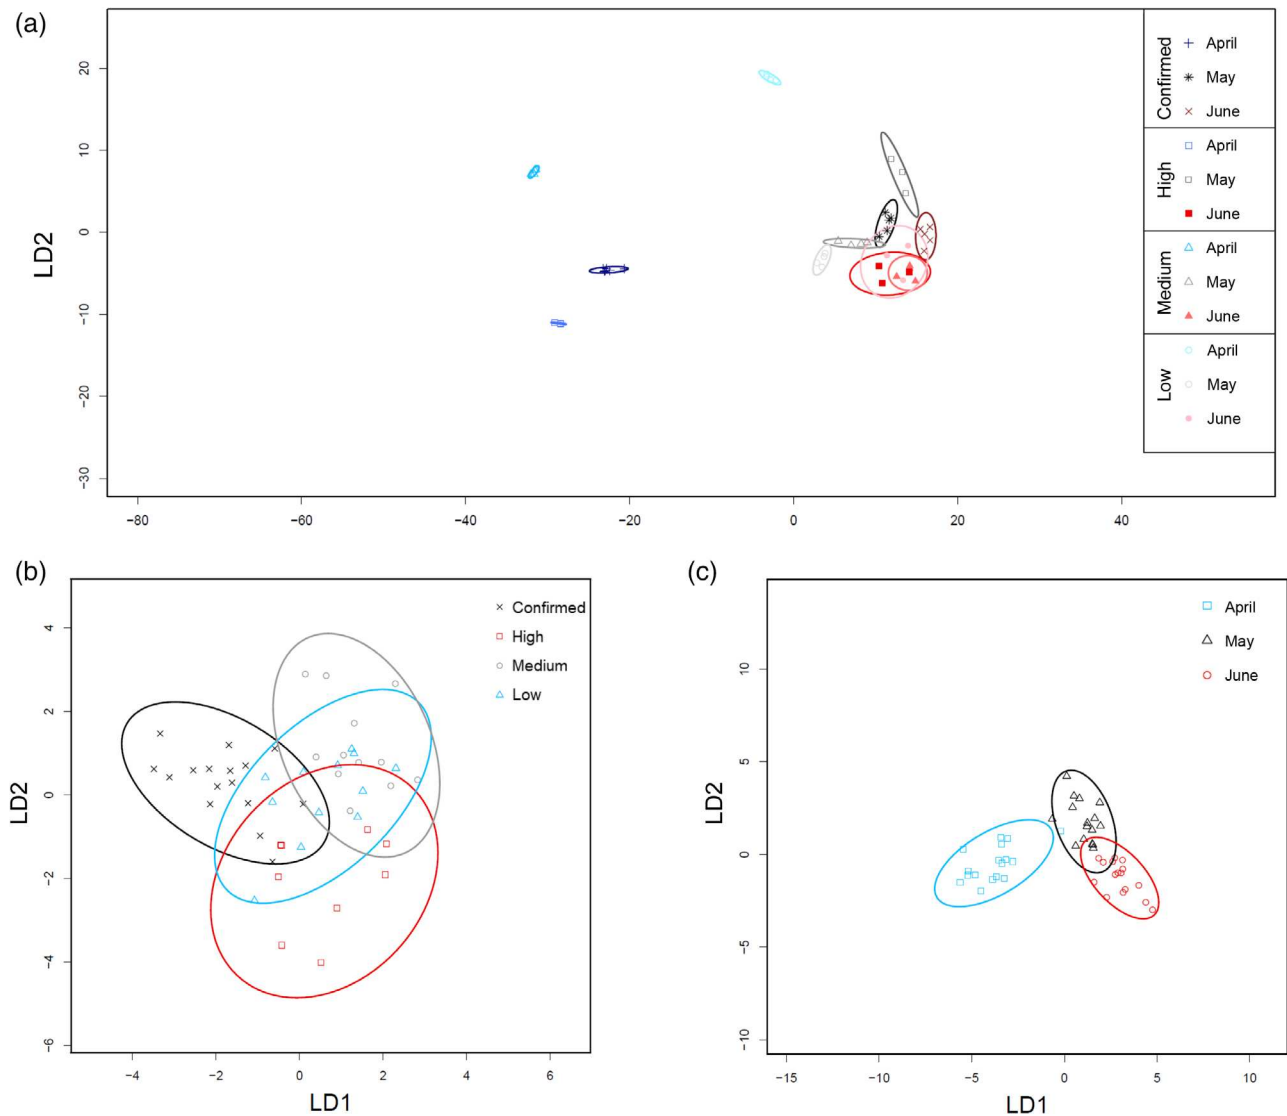 (a)
LD2
20
10
0
−10
−20
−30
−80
−60
−40
−20
0
20
40
Confirmed
April
May
June
High
April
May
June
Medium
April
May
June
Low
April
May
June
(b)
LD2
4
2
0
−2
−4
−6
−4
−2
0
2
4
6
LD1
Confirmed
High
Medium
Low
(c)
LD2
10
5
0
−5
−10
−15
−10
−5
0
5
10
LD1
April
May
June